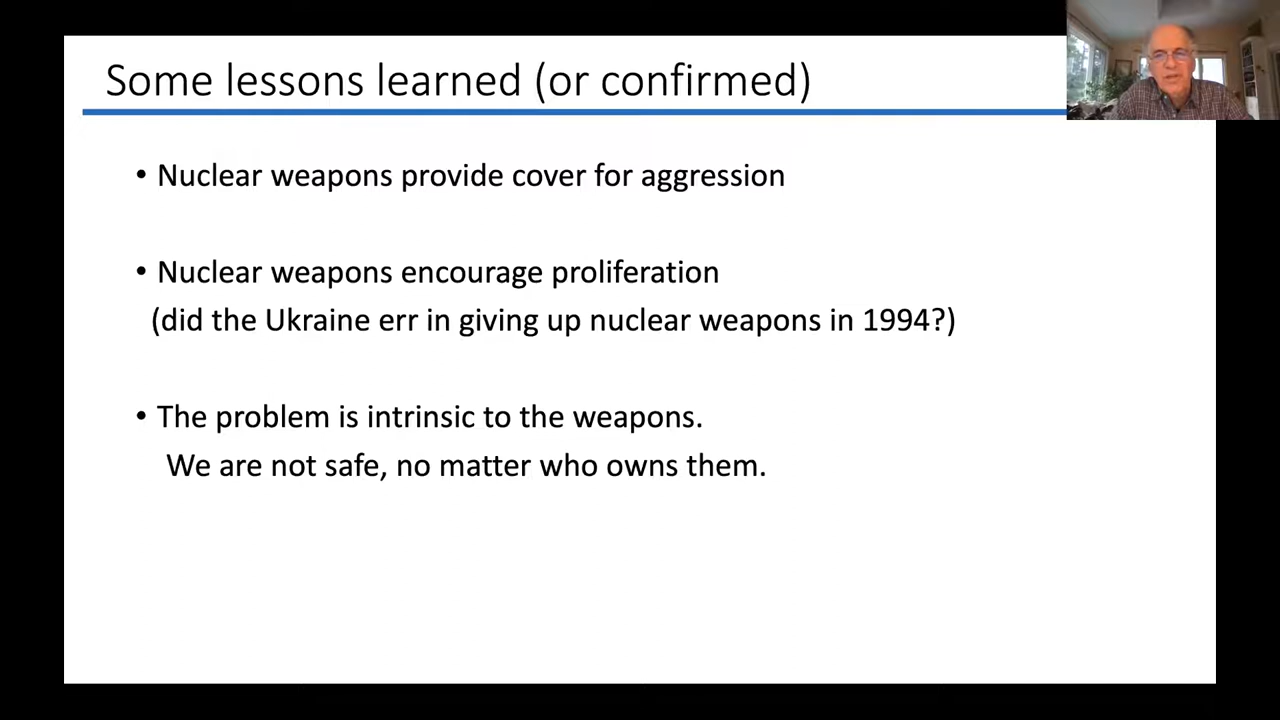 Some lessons learned (or confirmed)
• Nuclear weapons provide cover for aggression
• Nuclear weapons encourage proliferation
(did the Ukraine err in giving up nuclear weapons in 1994?)
• The problem is intrinsic to the weapons.
We are not safe, no matter who owns them.